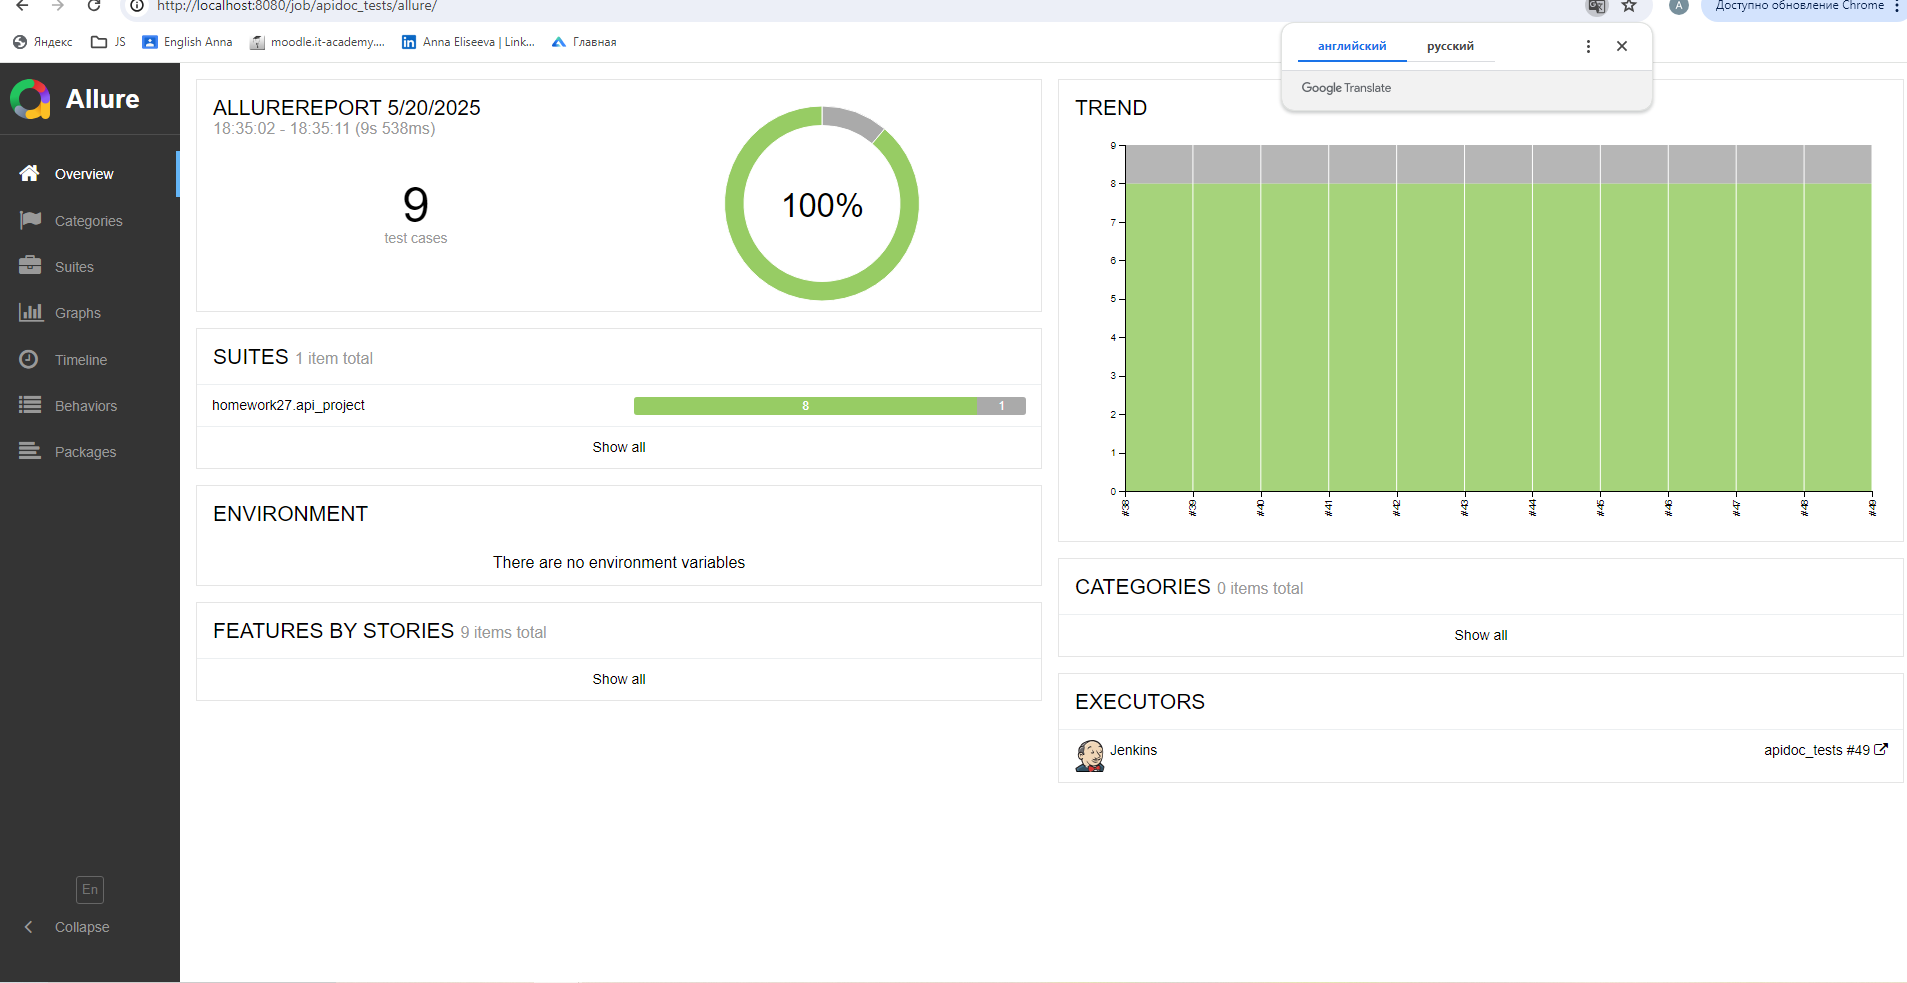 http://localhost:8080/job/apidoc_tests/allure/
A
Доступно обновление Chrome
Яндекс
JS
English Anna
moodle.it-academy....
Anna Eliseeva | Link...
Главная
английский
русский
Google Translate
Allure
Overview
Categories
Suites
Graphs
Timeline
Behaviors
Packages
En
Collapse
ALLUREREPORT 5/20/2025
18:35:02 - 18:35:11 (9s 538ms)
9
test cases
100%
SUITES 1 item total
homework27.api_project
8
1
Show all
ENVIRONMENT
There are no environment variables
FEATURES BY STORIES 9 items total
Show all
TREND
9
8
7
6
5
4
3
2
1
0
#38
#39
#40
#41
#42
#43
#44
#45
#46
#47
#48
#49
CATEGORIES 0 items total
Show all
EXECUTORS
Jenkins
apidoc_tests #49